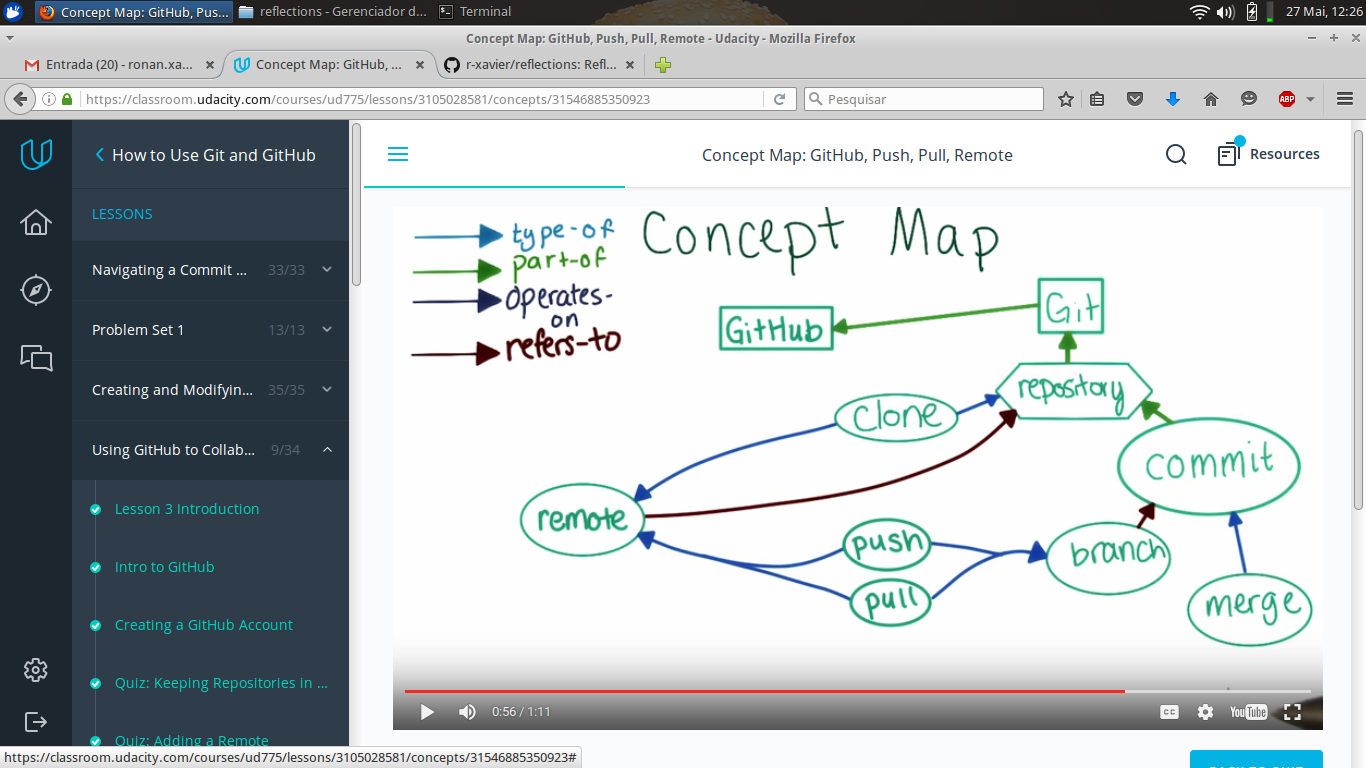 Concept Map: GitHub, Pus...
reflections - Gerenciador d...
Terminal
27 Mai, 12:26
Concept Map: GitHub, Push, Pull, Remote - Udacity - Mozilla Firefox
Entrada (20) - ronan.xa...
Concept Map: GitHub, ...
r-xavier/reflections: Refl...
https://classroom.udacity.com/courses/ud775/lessons/3105028581/concepts/31546885350923
Pesquisar
ABP
How to Use Git and GitHub
Concept Map: GitHub, Push, Pull, Remote
Resources
LESSONS
Navigating a Commit ... 33/33
Problem Set 1 13/13
Creating and Modifyin... 35/35
Using GitHub to Collab... 9/34
Lesson 3 Introduction
Intro to GitHub
Creating a GitHub Account
Quiz: Keeping Repositories in ...
Quiz: Adding a Remote
type-of
part-of
operates-
on
refers-to
Concept Map
GitHub
Git
repository
clone
commit
remote
push
branch
pull
merge
0:56 / 1:11
CC
YouTube
BACK TO QUIZ
https://classroom.udacity.com/courses/ud775/lessons/3105028581/concepts/31546885350923#